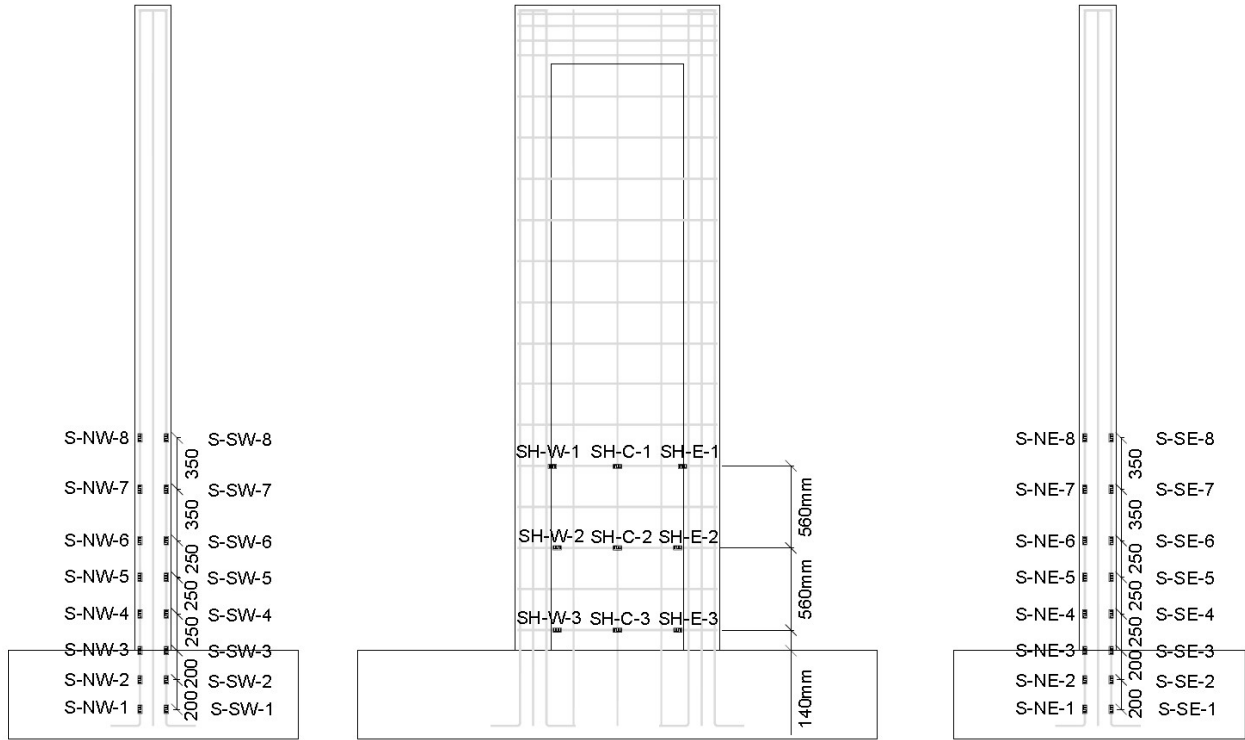 S-NW-8 S-SW-8
350
S-NW-7 S-SW-7
350
S-NW-6 S-SW-6
250
S-NW-5 S-SW-5
250
S-NW-4 S-SW-4
250
S-NW-3 S-SW-3
200
S-NW-2 S-SW-2
200
S-NW-1 S-SW-1
SH-W-1 SH-C-1 SH-E-1
560mm
SH-W-2 SH-C-2 SH-E-2
560mm
SH-W-3 SH-C-3 SH-E-3
140mm
S-NE-8 S-SE-8
350
S-NE-7 S-SE-7
350
S-NE-6 S-SE-6
250
S-NE-5 S-SE-5
250
S-NE-4 S-SE-4
250
S-NE-3 S-SE-3
200
S-NE-2 S-SE-2
200
S-NE-1 S-SE-1